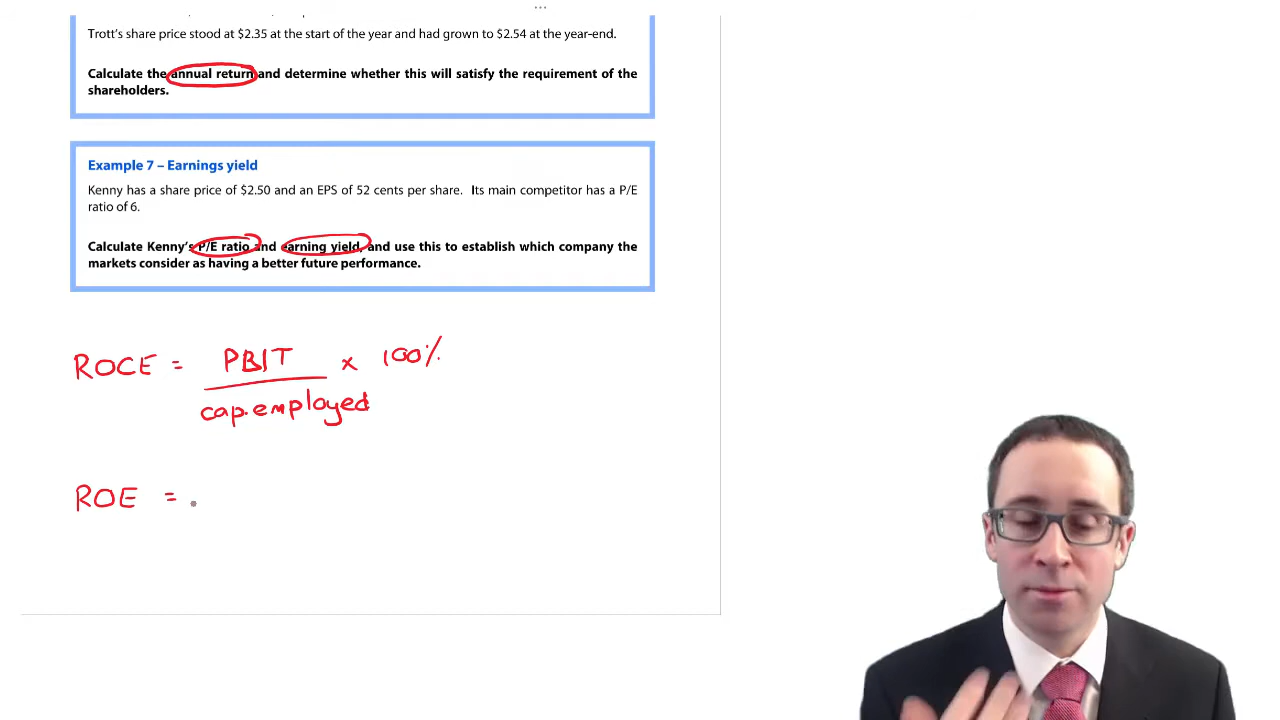 Trott's share price stood at $2.35 at the start of the year and had grown to $2.54 at the year-end.
Calculate the annual return and determine whether this will satisfy the requirement of the
shareholders.
Example 7 – Earnings yield
Kenny has a share price of $2.50 and an EPS of 52 cents per share. Its main competitor has a P/E
ratio of 6.
Calculate Kenny's P/E ratio and earning yield, and use this to establish which company the
markets consider as having a better future performance.
ROCE = PBIT x 100%
cap.employed
ROE =